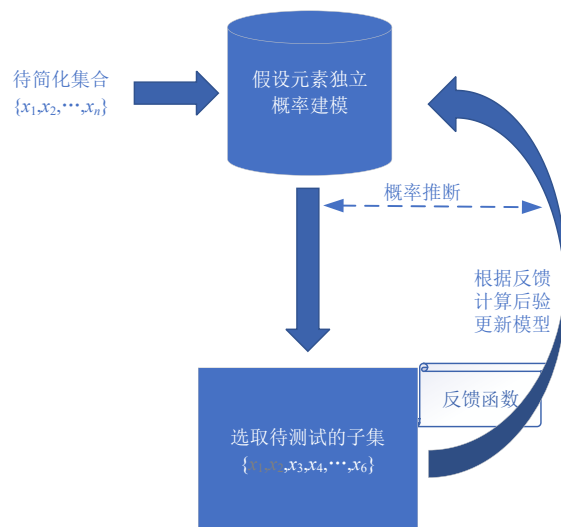 待简化集合
{x₁,x₂,⋯,xₙ}
假设元素独立
概率建模
概率推断
根据反馈
计算后验
更新模型
反馈函数
选取待测试的子集
{x₁,x₂,x₃,x₄,⋯,x₆}